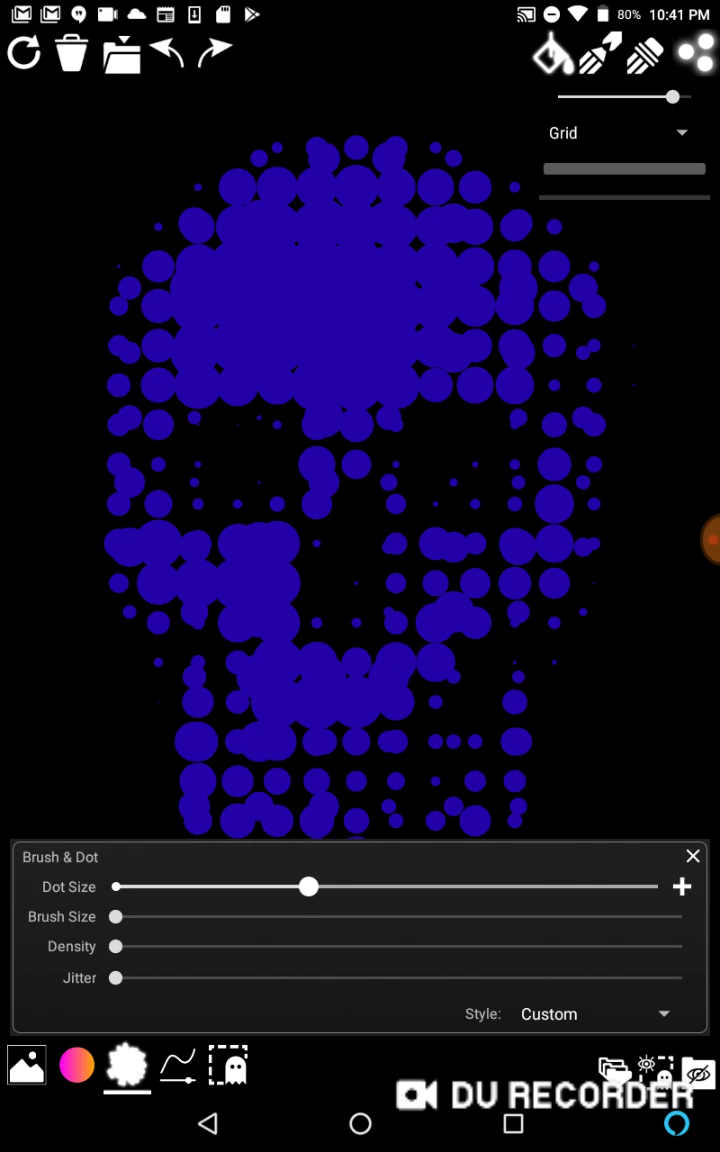 80% 10:41 PM
Grid
Brush & Dot
Dot Size
Brush Size
Density
Jitter
Style: Custom
DU RECORDER